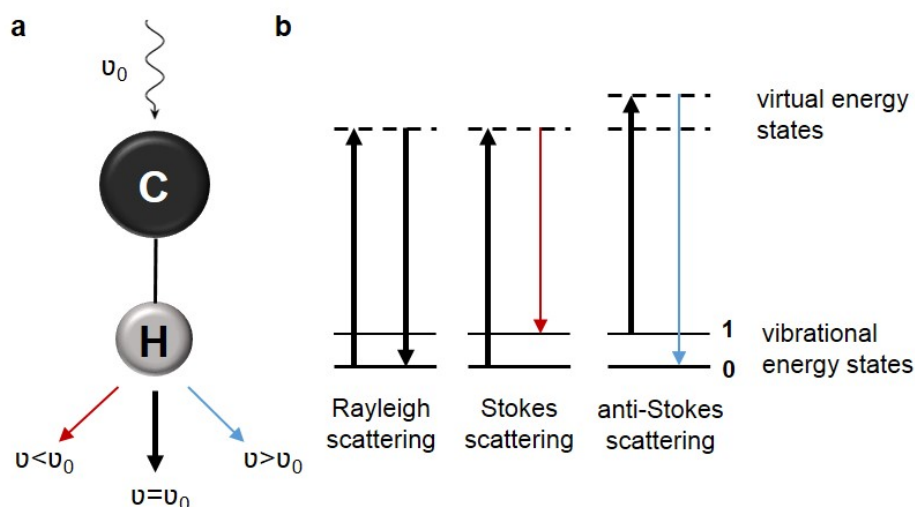 a
υ₀
C
H
υ<υ₀
υ=υ₀
υ>υ₀
b
virtual energy
states
1
0
vibrational
energy states
Rayleigh
scattering
Stokes
scattering
anti-Stokes
scattering